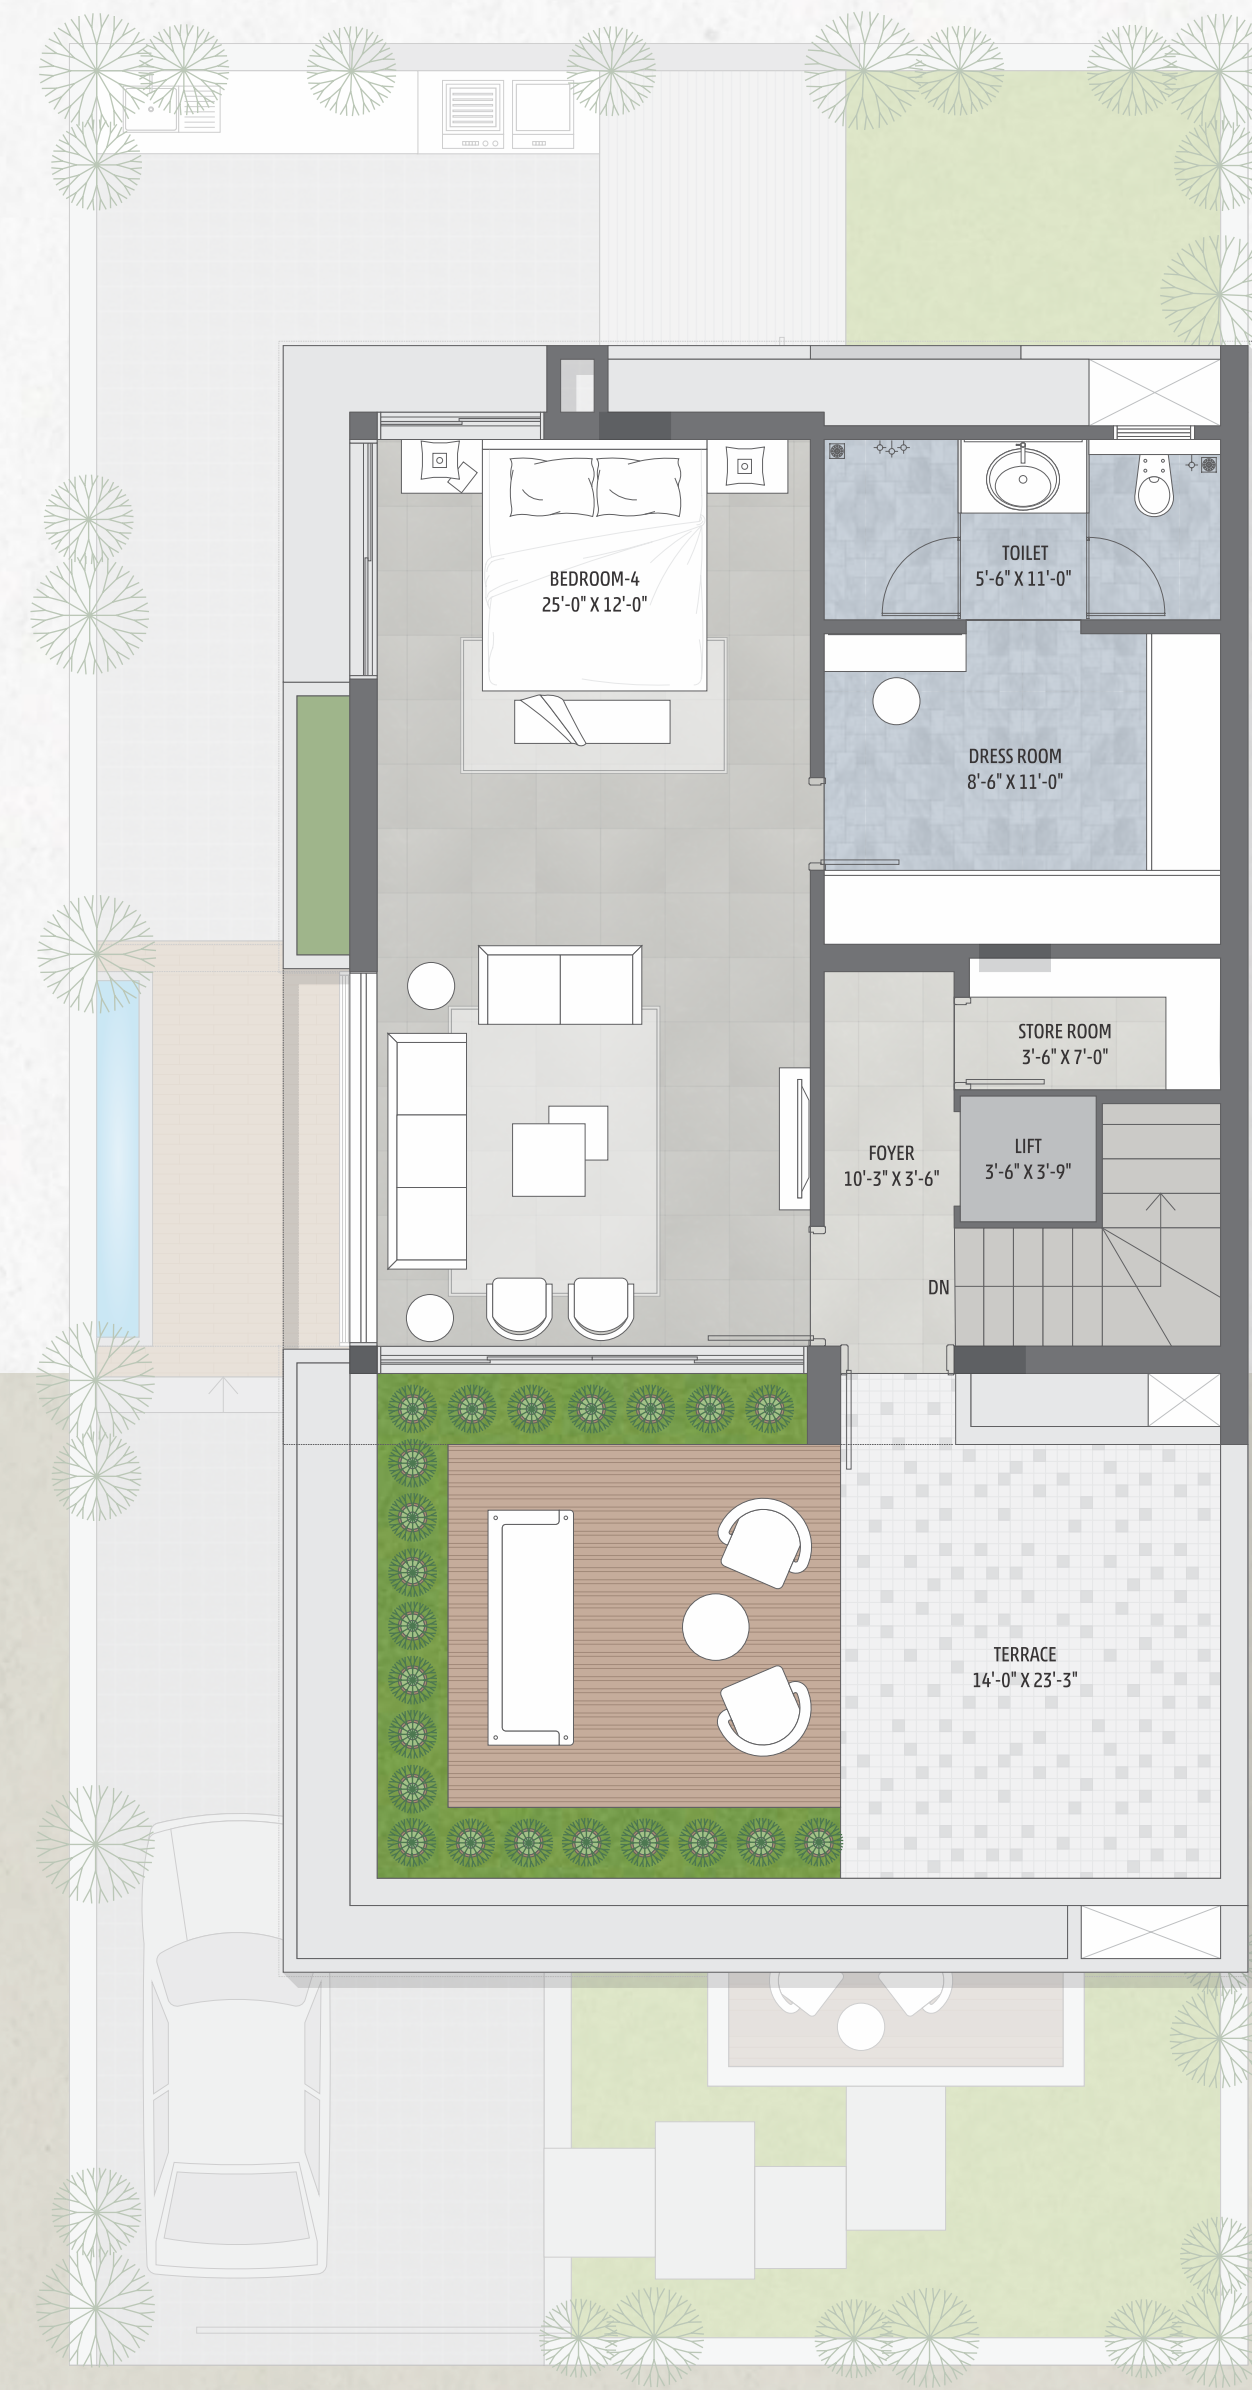 TOILET
5'-6" X 11'-0"
BEDROOM-4
25'-0" X 12'-0"
DRESS ROOM
8'-6" X 11'-0"
STORE ROOM
3'-6" X 7'-0"
FOYER
10'-3" X 3'-6"
LIFT
3'-6" X 3'-9"
DN
TERRACE
14'-0" X 23'-3"